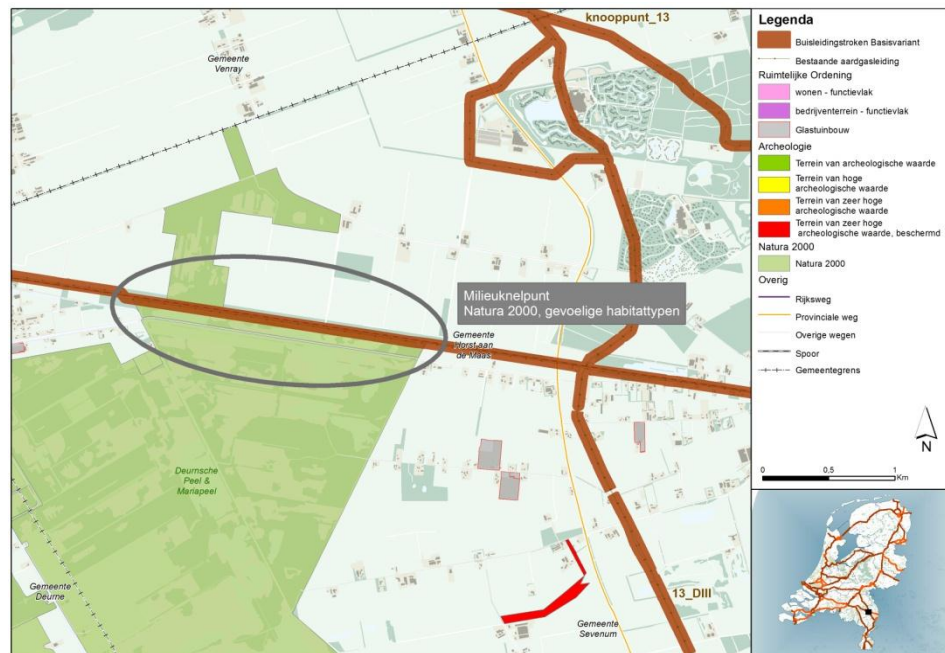 knooppunt_13
Gemeente
Venray
Milieuknelpunt
Natura 2000, gevoelige habitattypen
Gemeente
Horst aan
de Maas
Deurnsche
Peel &
Mariapeel
Gemeente
Deurne
13_DIII
Gemeente
Sevenum
Legenda
Buisleidingstroken Basisvariant
Bestaande aardgasleiding
Ruimtelijke Ordening
wonen - functievlak
bedrijventerrein - functievlak
Glastuinbouw
Archeologie
Terrein van archeologische waarde
Terrein van hoge
archeologische waarde
Terrein van zeer hoge
archeologische waarde
Terrein van zeer hoge
archeologische waarde, beschermd
Natura 2000
Natura 2000
Overig
Rijksweg
Provinciale weg
Overige wegen
Spoor
Gemeentegrens
N
0 0,5 1
Km